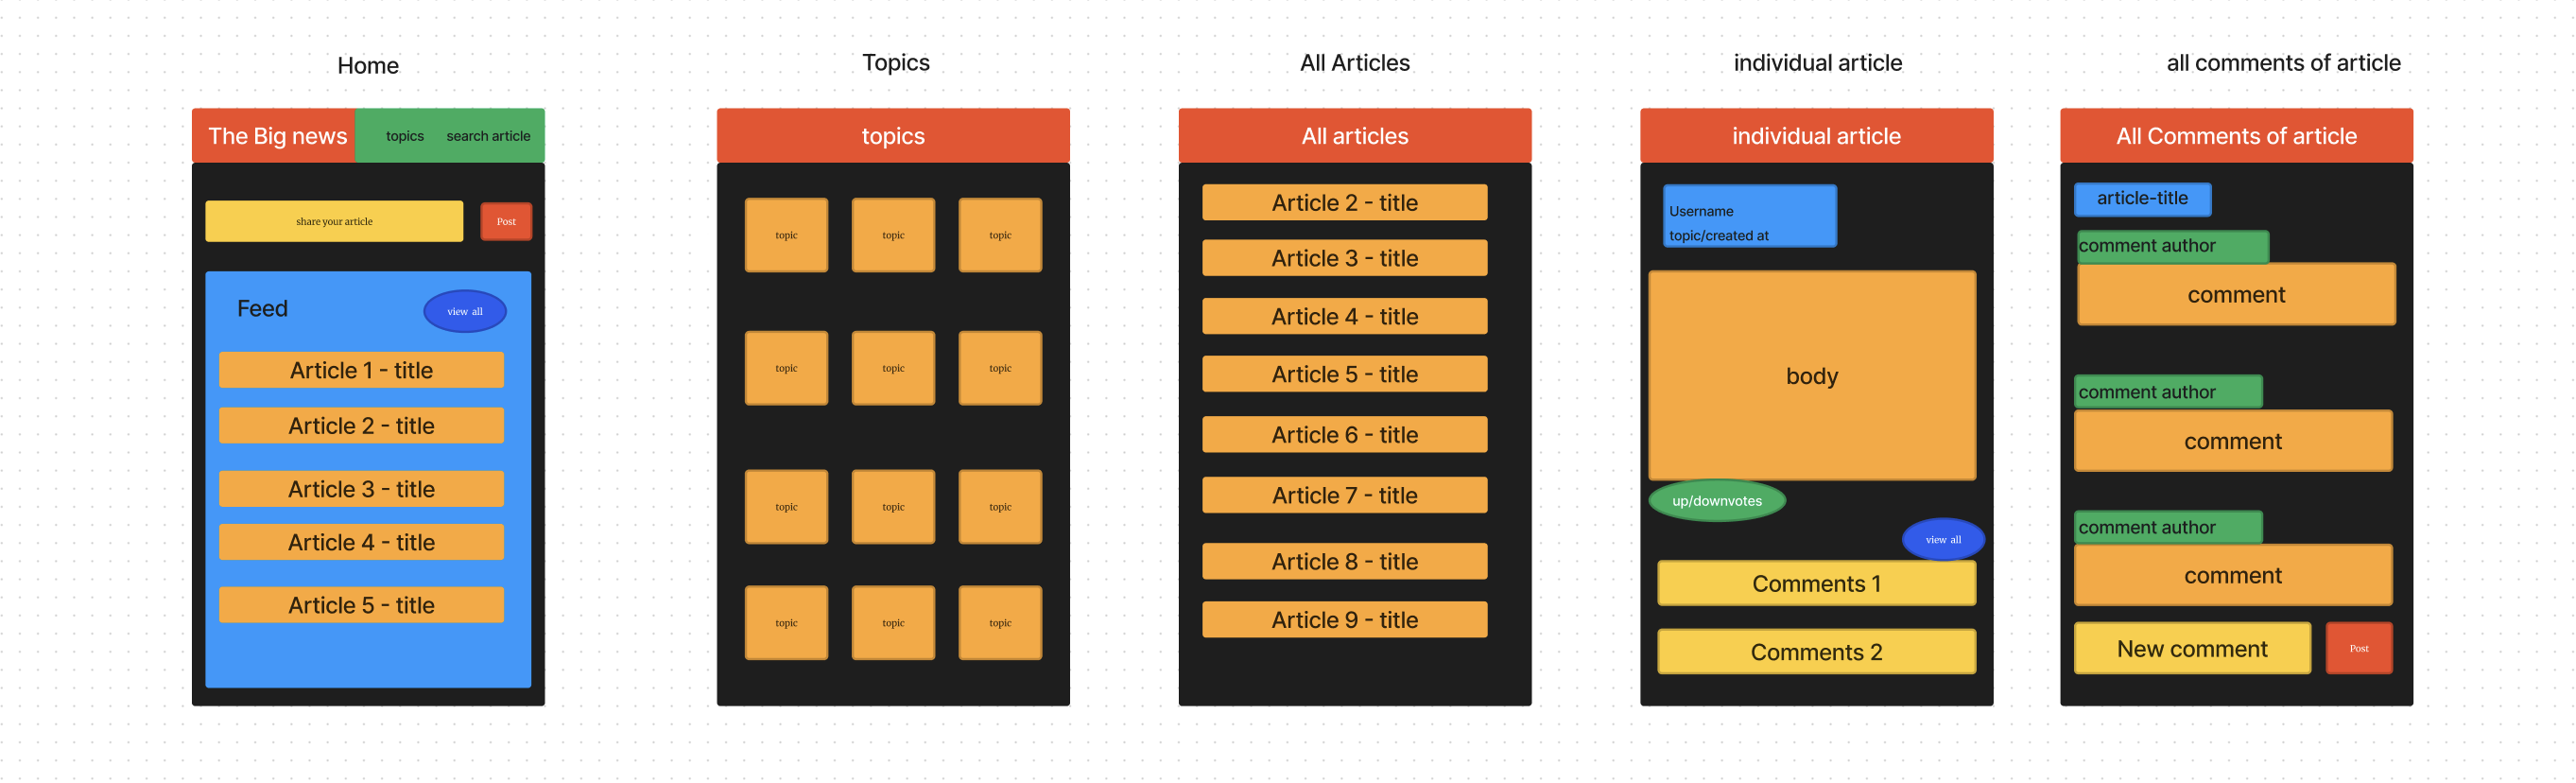 Home
The Big news
topics
search article
share your article
Post
Feed
view all
Article 1 - title
Article 2 - title
Article 3 - title
Article 4 - title
Article 5 - title
Topics
topics
topic
topic
topic
topic
topic
topic
topic
topic
topic
topic
topic
topic
All Articles
All articles
Article 2 - title
Article 3 - title
Article 4 - title
Article 5 - title
Article 6 - title
Article 7 - title
Article 8 - title
Article 9 - title
individual article
individual article
Username
topic/created at
body
up/downvotes
view all
Comments 1
Comments 2
all comments of article
All Comments of article
article-title
comment author
comment
comment author
comment
comment author
comment
New comment
Post